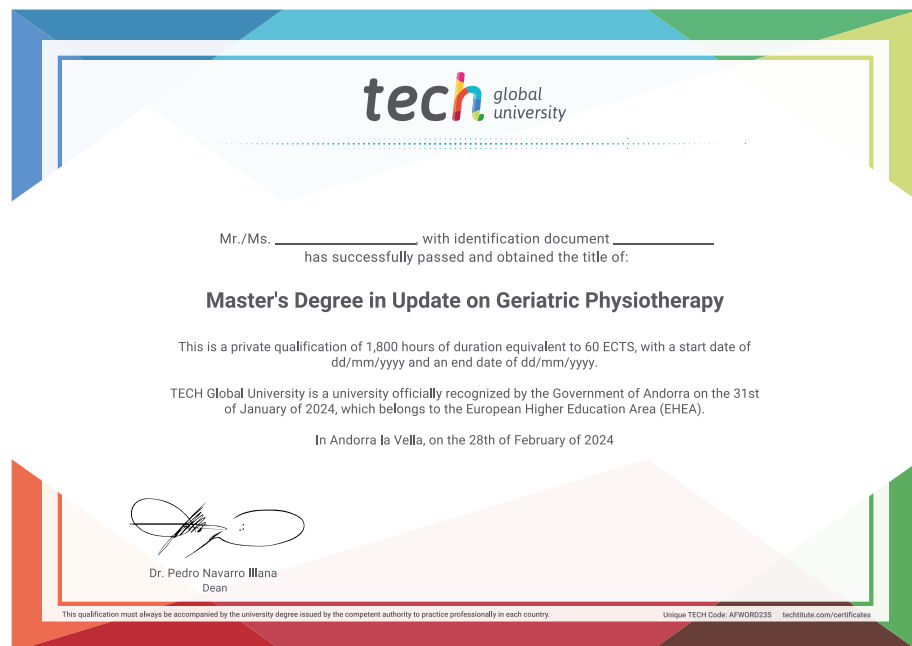 tech global university
Mr./Ms. ________________, with identification document ____________
has successfully passed and obtained the title of:
Master's Degree in Update on Geriatric Physiotherapy
This is a private qualification of 1,800 hours of duration equivalent to 60 ECTS, with a start date of
dd/mm/yyyy and an end date of dd/mm/yyyy.
TECH Global University is a university officially recognized by the Government of Andorra on the 31st
of January of 2024, which belongs to the European Higher Education Area (EHEA).
In Andorra la Vella, on the 28th of February of 2024
Dr. Pedro Navarro Illana
Dean
This qualification must always be accompanied by the university degree issued by the competent authority to practice professionally in each country.
Unique TECH Code: AFWORD23S techtitute.com/certificates